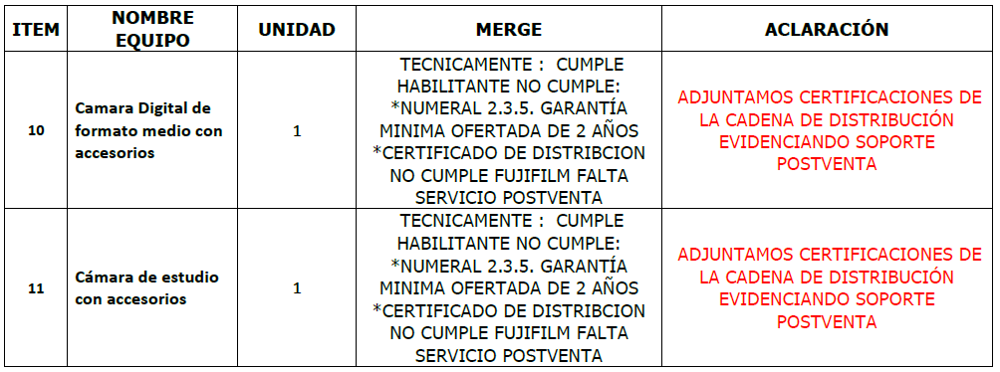 ITEM
NOMBRE
EQUIPO
UNIDAD
MERGE
ACLARACIÓN
10
Camara Digital de
formato medio con
accesorios
1
TECNICAMENTE : CUMPLE
HABILITANTE NO CUMPLE:
*NUMERAL 2.3.5. GARANTÍA
MINIMA OFERTADA DE 2 AÑOS
*CERTIFICADO DE DISTRIBCION
NO CUMPLE FUJIFILM FALTA
SERVICIO POSTVENTA
ADJUNTAMOS CERTIFICACIONES DE
LA CADENA DE DISTRIBUCIÓN
EVIDENCIANDO SOPORTE
POSTVENTA
11
Cámara de estudio
con accesorios
1
TECNICAMENTE : CUMPLE
HABILITANTE NO CUMPLE:
*NUMERAL 2.3.5. GARANTÍA
MINIMA OFERTADA DE 2 AÑOS
*CERTIFICADO DE DISTRIBCION
NO CUMPLE FUJIFILM FALTA
SERVICIO POSTVENTA
ADJUNTAMOS CERTIFICACIONES DE
LA CADENA DE DISTRIBUCIÓN
EVIDENCIANDO SOPORTE
POSTVENTA